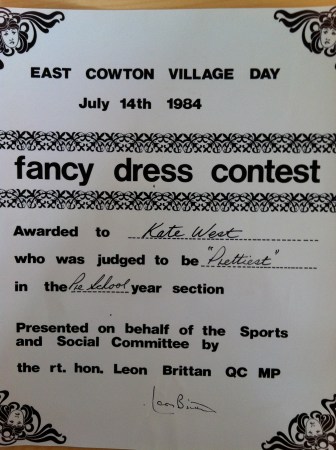 EAST COWTON VILLAGE DAY
July 14th 1984
fancy dress contest
Awarded to Kate West
who was judged to be "Prettiest"
in the Pre School year section
Presented on behalf of the Sports
and Social Committee by
the rt. hon. Leon Brittan QC MP
Leon Brittan